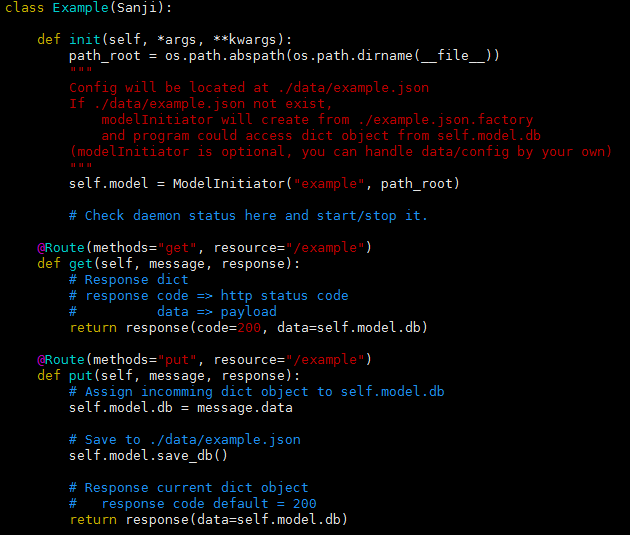 class Example(Sanji):
def init(self, *args, **kwargs):
path_root = os.path.abspath(os.path.dirname(__file__))
"""
Config will be located at ./data/example.json
If ./data/example.json not exist,
modelInitiator will create from ./example.json.factory
and program could access dict object from self.model.db
(modelInitiator is optional, you can handle data/config by your own)
"""
self.model = ModelInitiator("example", path_root)
# Check daemon status here and start/stop it.
@Route(methods="get", resource="/example")
def get(self, message, response):
# Response dict
# response code => http status code
# data => payload
return response(code=200, data=self.model.db)
@Route(methods="put", resource="/example")
def put(self, message, response):
# Assign incomming dict object to self.model.db
self.model.db = message.data
# Save to ./data/example.json
self.model.save_db()
# Response current dict object
# response code default = 200
return response(data=self.model.db)